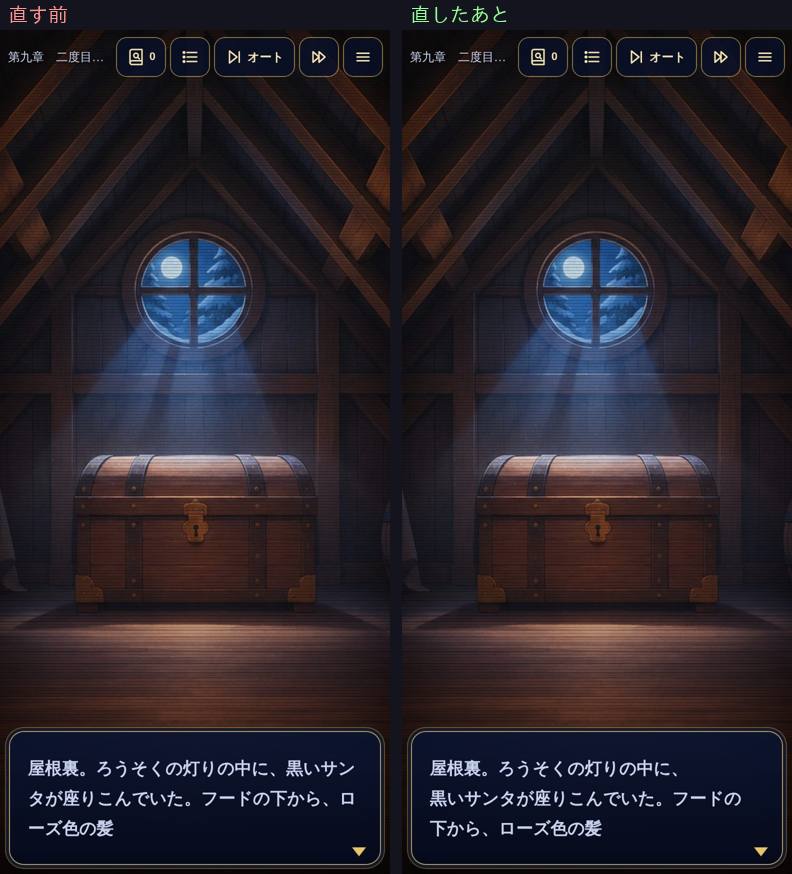 直す前
直したあと
第九章　二度目… 0 オート
第九章　二度目… 0 オート
屋根裏。ろうそくの灯りの中に、黒いサン
タが座りこんでいた。フードの下から、ロ
ーズ色の髪
屋根裏。ろうそくの灯りの中に、
黒いサンタが座りこんでいた。フードの
下から、ローズ色の髪